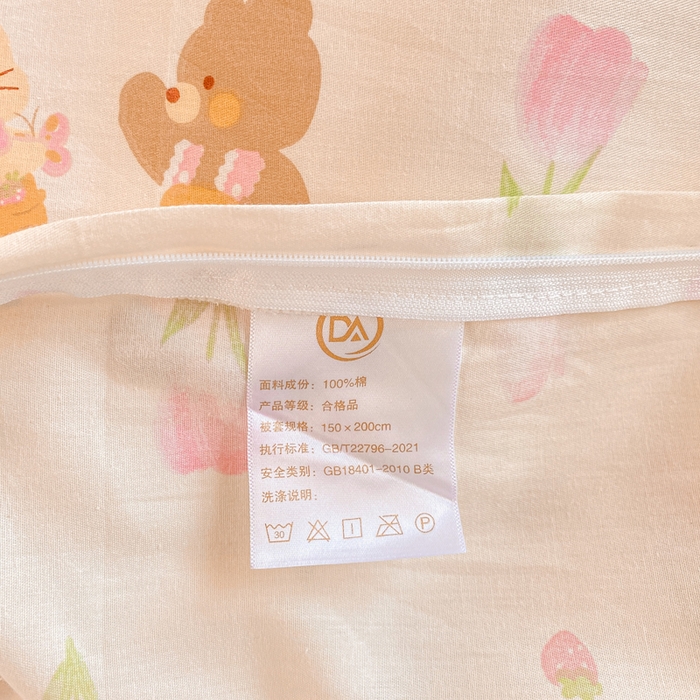 DA
面料成份：100%棉
产品等级：合格品
被套规格：150×200cm
执行标准：GB/T22796-2021
安全类别：GB18401-2010 B类
洗涤说明：
30
P